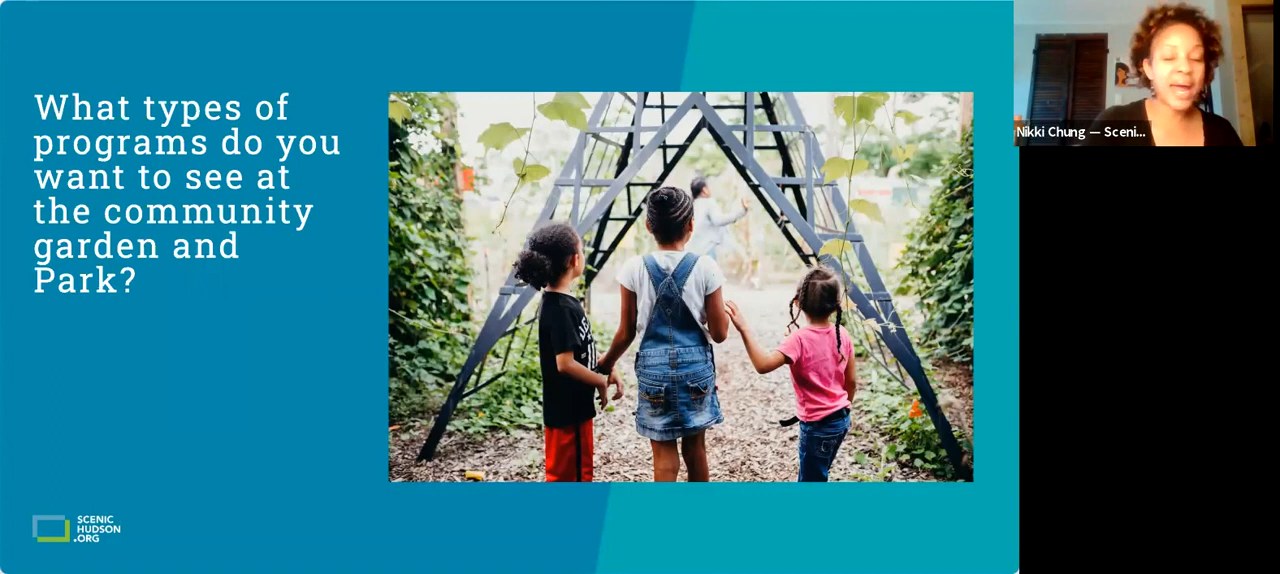 What types of
programs do you
want to see at
the community
garden and
Park?
SCENIC
HUDSON
.ORG
Nikki Chung — Sceni...